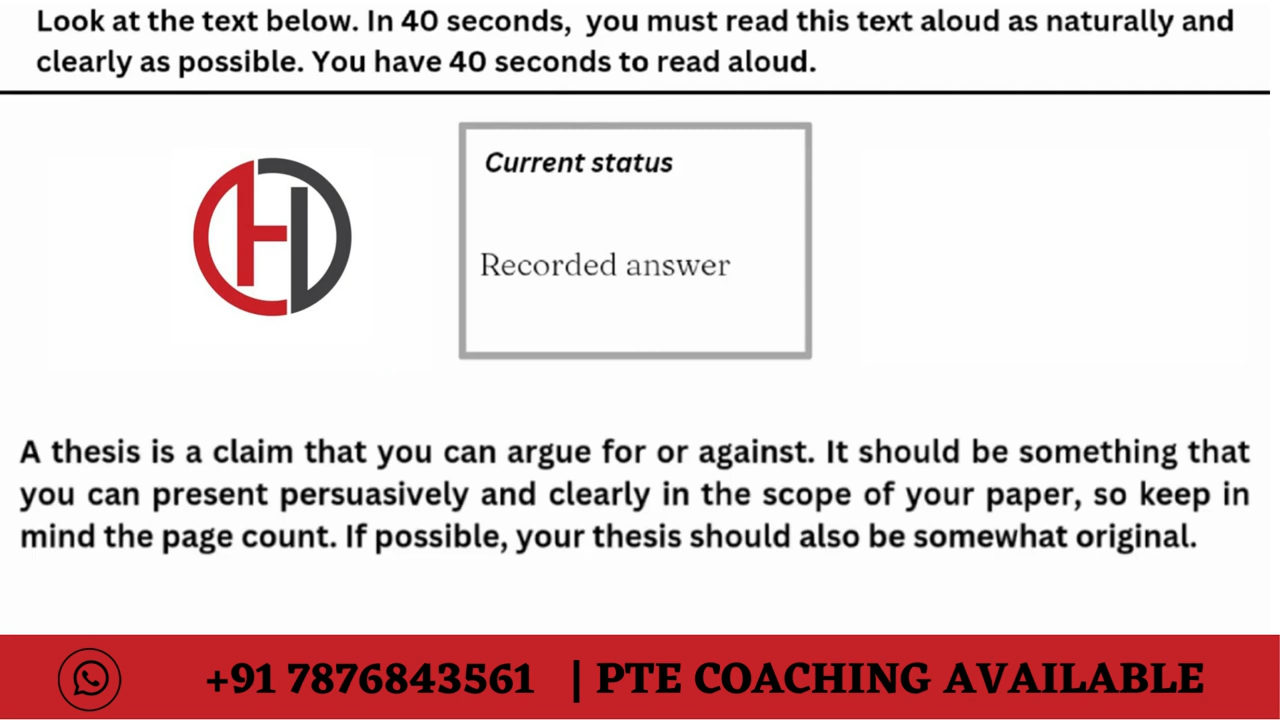 Look at the text below. In 40 seconds,  you must read this text aloud as naturally and
clearly as possible. You have 40 seconds to read aloud.
Current status
Recorded answer
A thesis is a claim that you can argue for or against. It should be something that
you can present persuasively and clearly in the scope of your paper, so keep in
mind the page count. If possible, your thesis should also be somewhat original.
+91 7876843561 | PTE COACHING AVAILABLE